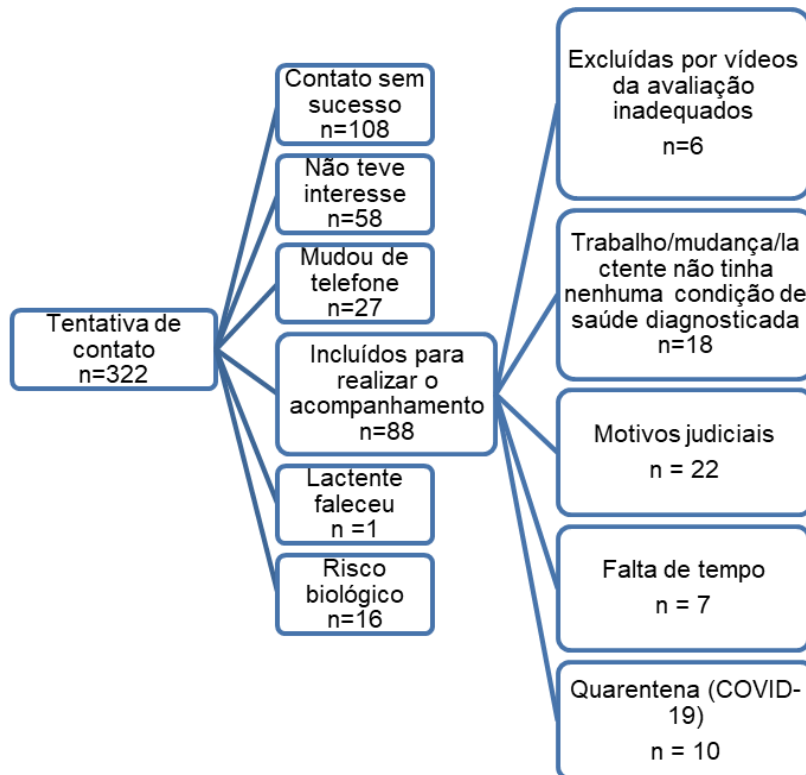 Tentativa de
contato
n=322
Contato sem
sucesso
n=108
Não teve
interesse
n=58
Mudou de
telefone
n=27
Incluídos para
realizar o
acompanhamento
n=88
Lactente
faleceu
n =1
Risco
biológico
n=16
Excluídas por vídeos
da avaliação
inadequados
n=6
Trabalho/mudança/la
ctente não tinha
nenhuma condição de
saúde diagnosticada
n=18
Motivos judiciais
n = 22
Falta de tempo
n = 7
Quarentena (COVID-
19)
n = 10